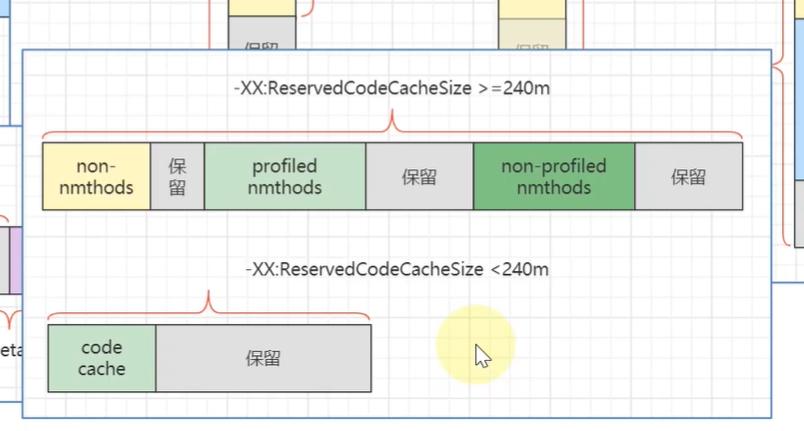 保留
保留
-XX:ReservedCodeCacheSize >=240m
non-
nmthods
保
留
profiled
nmthods
保留
non-profiled
nmthods
保留
-XX:ReservedCodeCacheSize <240m
code
cache
保留
eta